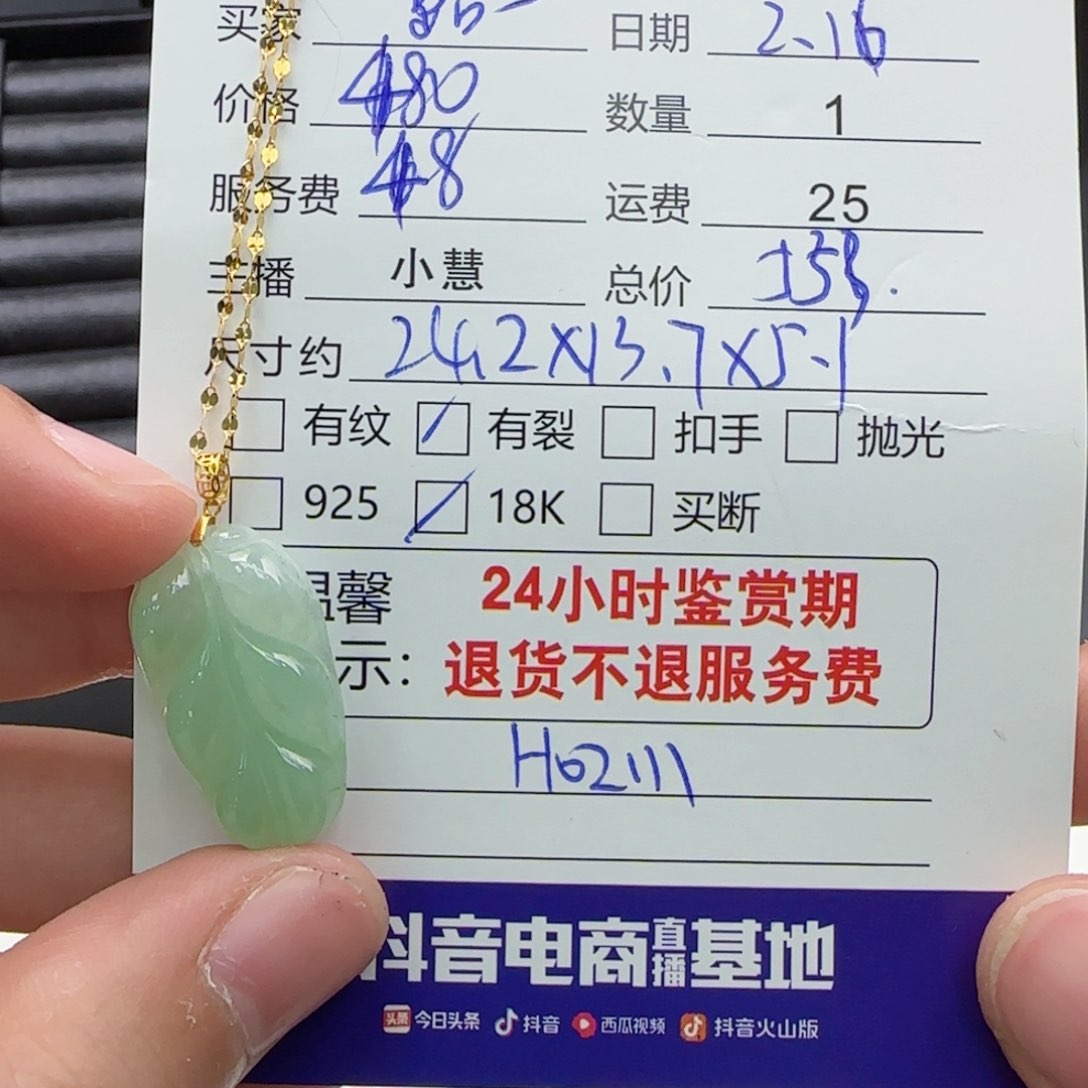 买家 日期 2.16
价格 480 数量 1
服务费 48 运费 25
主播 小慧 总价 553.
尺寸约 24.2X13.7X5.1
有纹 有裂 扣手 抛光
925 18K 买断
温馨 24小时鉴赏期
示： 退货不退服务费
H02111
抖音电商直播基地
头条 今日头条 抖音 西瓜视频 抖音火山版